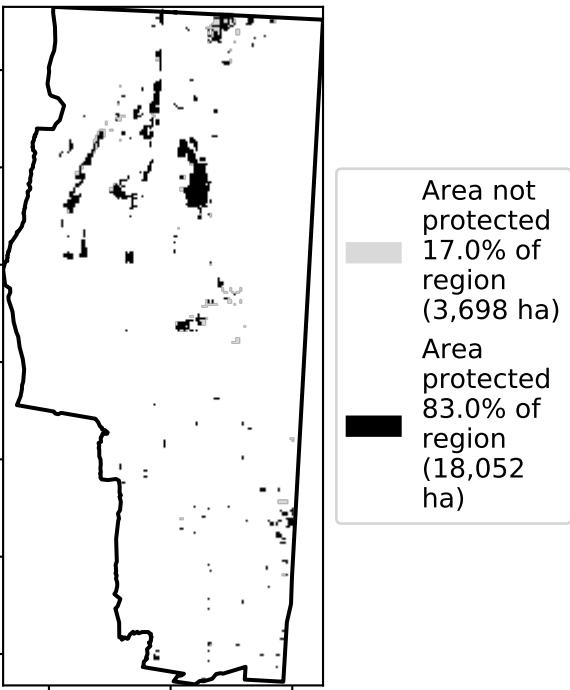 Area not
protected
17.0% of
region
(3,698 ha)
Area
protected
83.0% of
region
(18,052
ha)